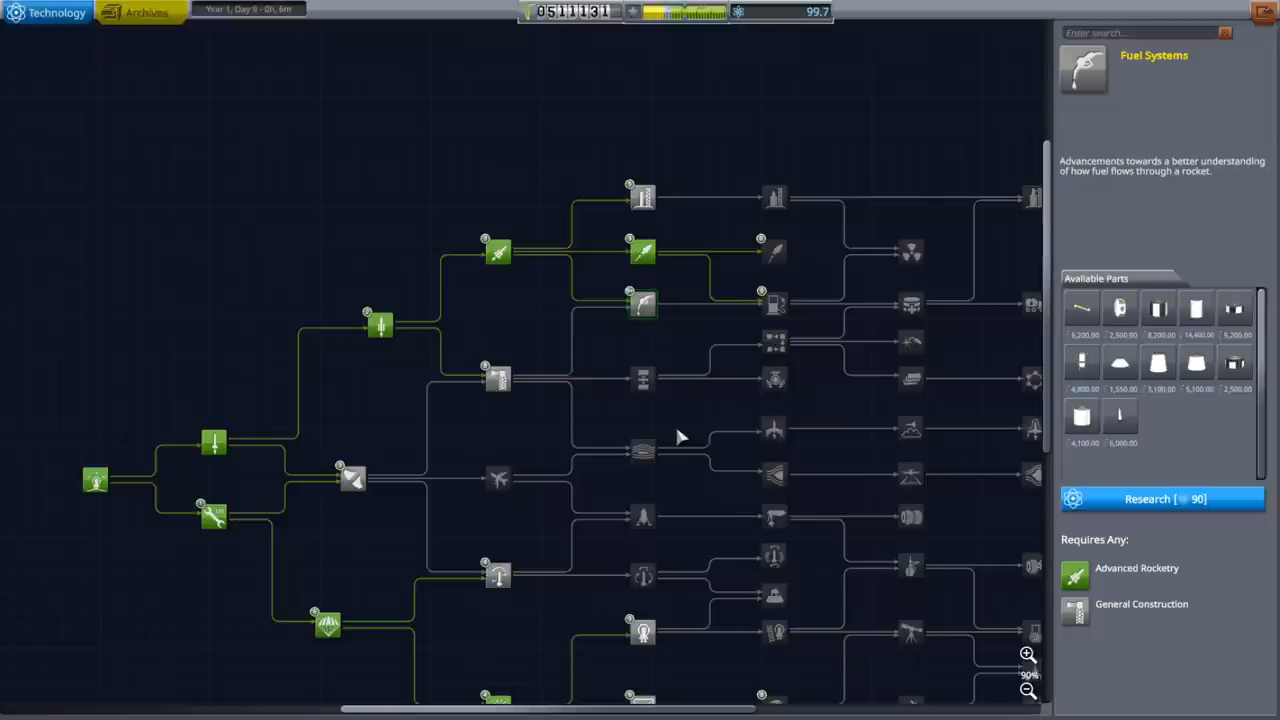 Technology
Archives
Year 1, Day 9 - 0h, 6m
0511131
99.7
Enter search...
Fuel Systems
Advancements towards a better understanding
of how fuel flows through a rocket.
Available Parts
6,200.00 2,500.00 8,200.00 14,400.00 5,200.00
4,800.00 1,550.00 3,100.00 5,100.00 2,500.00
4,100.00 6,000.00
Research [ 90]
Requires Any:
Advanced Rocketry
General Construction
90%